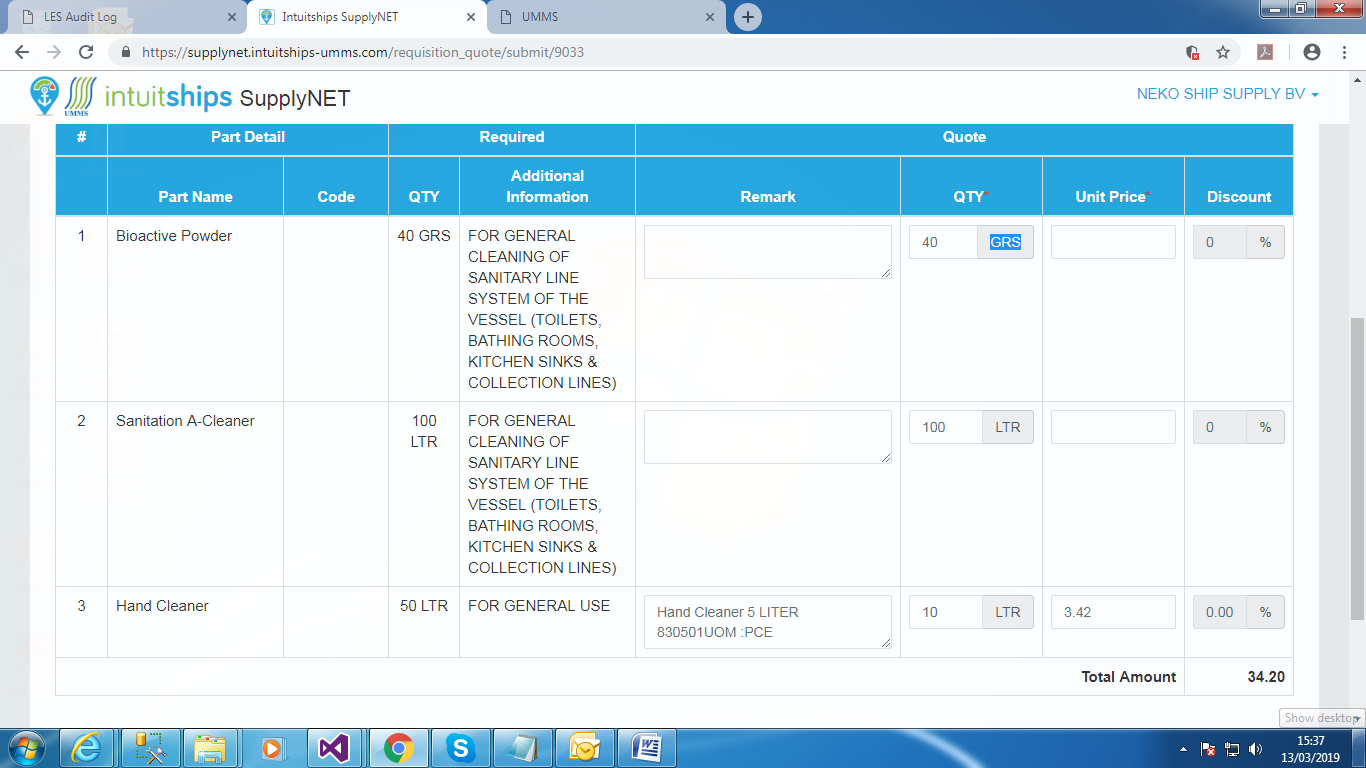 LES Audit Log
Intuitships SupplyNET
UMMS
https://supplynet.intuitships-umms.com/requisition_quote/submit/9033
UMMS
intuitships SupplyNET
NEKO SHIP SUPPLY BV
# Part Detail Required Quote
Part Name Code QTY Additional Information Remark QTY* Unit Price* Discount
1 Bioactive Powder 40 GRS FOR GENERAL 40 GRS 0 %
CLEANING OF
SANITARY LINE
SYSTEM OF THE
VESSEL (TOILETS,
BATHING ROOMS,
KITCHEN SINKS &
COLLECTION LINES)
2 Sanitation A-Cleaner 100 LTR FOR GENERAL 100 LTR 0 %
CLEANING OF
SANITARY LINE
SYSTEM OF THE
VESSEL (TOILETS,
BATHING ROOMS,
KITCHEN SINKS &
COLLECTION LINES)
3 Hand Cleaner 50 LTR FOR GENERAL USE Hand Cleaner 5 LITER 10 LTR 3.42 0.00 %
830501UOM :PCE
Total Amount 34.20
Show desktop
15:37
13/03/2019